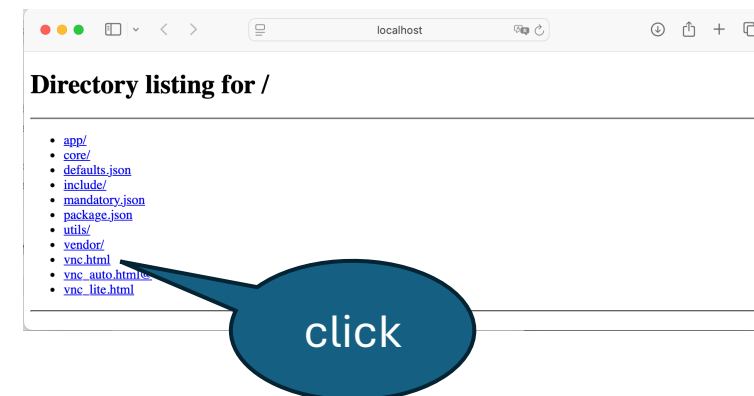 localhost
Directory listing for /
app/
core/
defaults.json
include/
mandatory.json
package.json
utils/
vendor/
vnc.html
vnc_auto.html@
vnc_lite.html
click